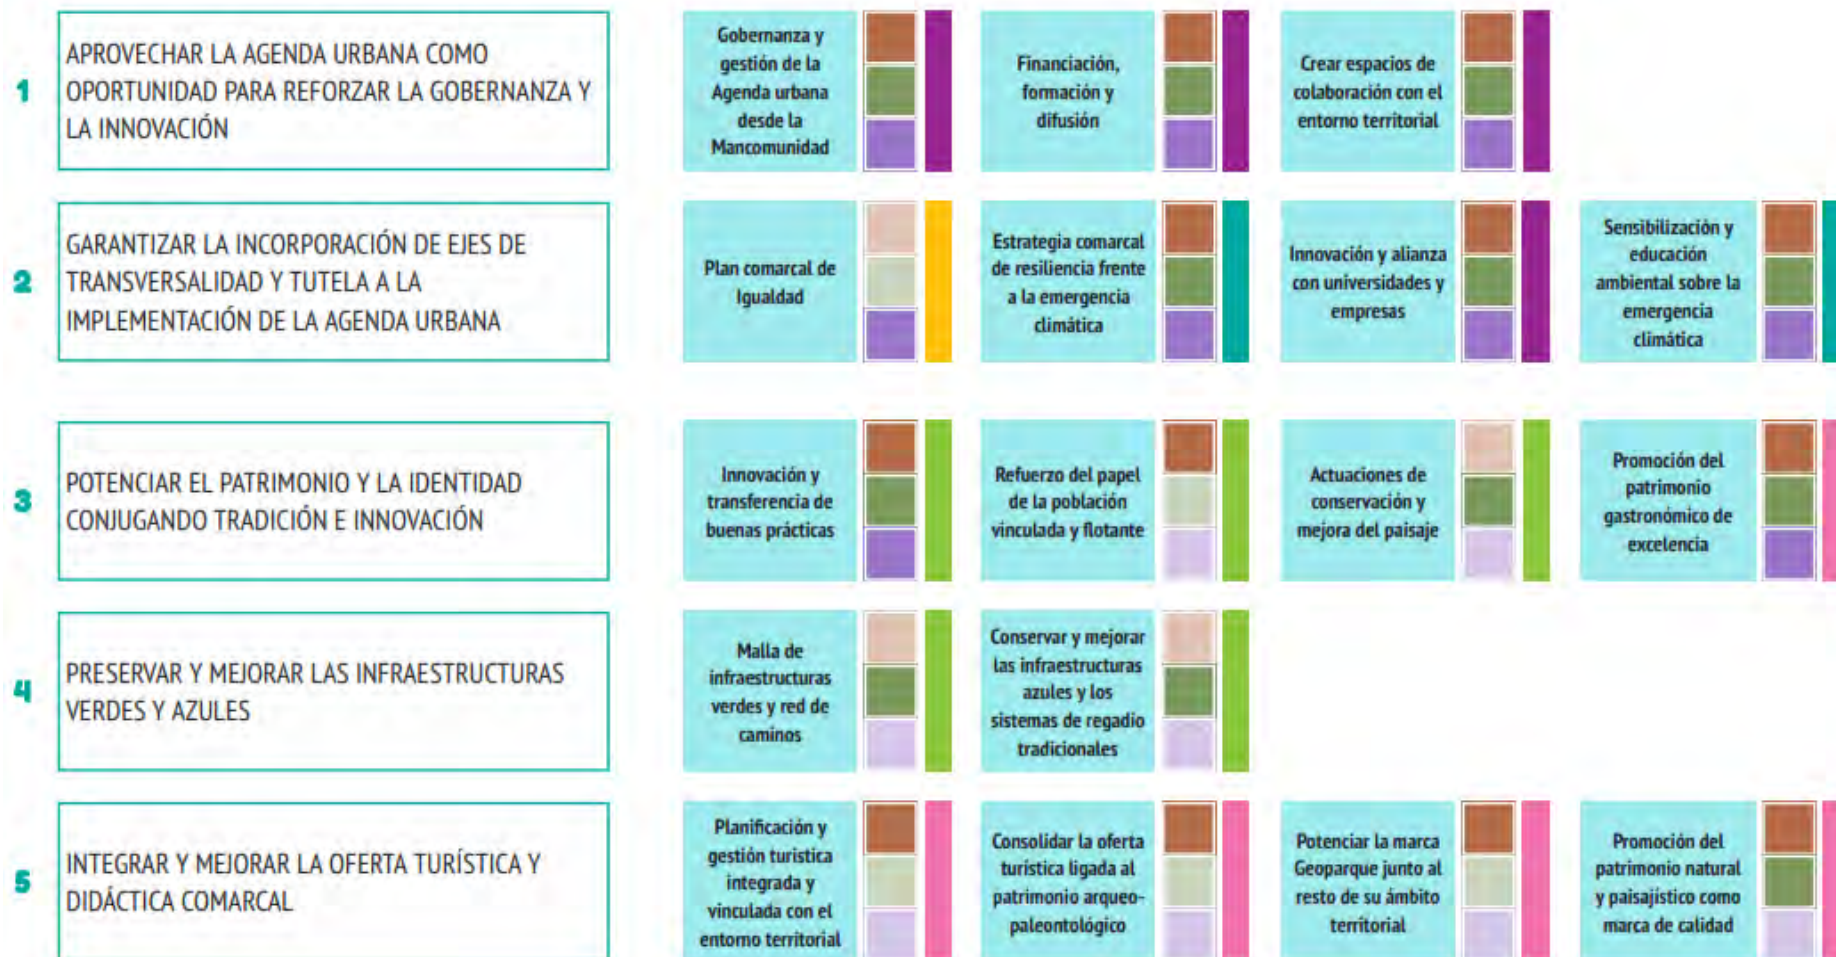 1
APROVECHAR LA AGENDA URBANA COMO
OPORTUNIDAD PARA REFORZAR LA GOBERNANZA Y
LA INNOVACIÓN
Gobernanza y
gestión de la
Agenda urbana
desde la
Mancomunidad
Financiación,
formación y
difusión
Crear espacios de
colaboración con el
entorno territorial
2
GARANTIZAR LA INCORPORACIÓN DE EJES DE
TRANSVERSALIDAD Y TUTELA A LA
IMPLEMENTACIÓN DE LA AGENDA URBANA
Plan comarcal de
Igualdad
Estrategia comarcal
de resiliencia frente
a la emergencia
climática
Innovación y alianza
con universidades y
empresas
Sensibilización y
educación
ambiental sobre la
emergencia
climática
3
POTENCIAR EL PATRIMONIO Y LA IDENTIDAD
CONJUGANDO TRADICIÓN E INNOVACIÓN
Innovación y
transferencia de
buenas prácticas
Refuerzo del papel
de la población
vinculada y flotante
Actuaciones de
conservación y
mejora del paisaje
Promoción del
patrimonio
gastronómico de
excelencia
4
PRESERVAR Y MEJORAR LAS INFRAESTRUCTURAS
VERDES Y AZULES
Malla de
infraestructuras
verdes y red de
caminos
Conservar y mejorar
las infraestructuras
azules y los
sistemas de regadio
tradicionales
5
INTEGRAR Y MEJORAR LA OFERTA TURÍSTICA Y
DIDÁCTICA COMARCAL
Planificación y
gestión turística
integrada y
vinculada con el
entorno territorial
Consolidar la oferta
turística ligada al
patrimonio arqueo-
paleontológico
Potenciar la marca
Geoparque junto al
resto de su ámbito
territorial
Promoción del
patrimonio natural
y paisajístico como
marca de calidad